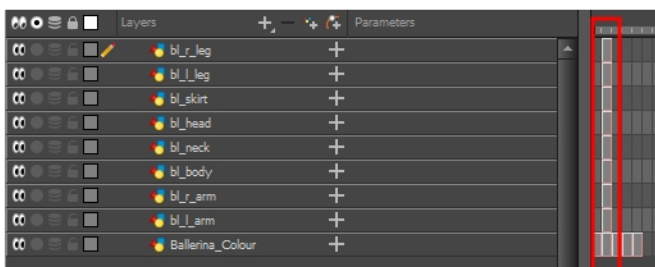 Layers Parameters
bl_r_leg
bl_l_leg
bl_skirt
bl_head
bl_neck
bl_body
bl_r_arm
bl_l_arm
Ballerina_Colour